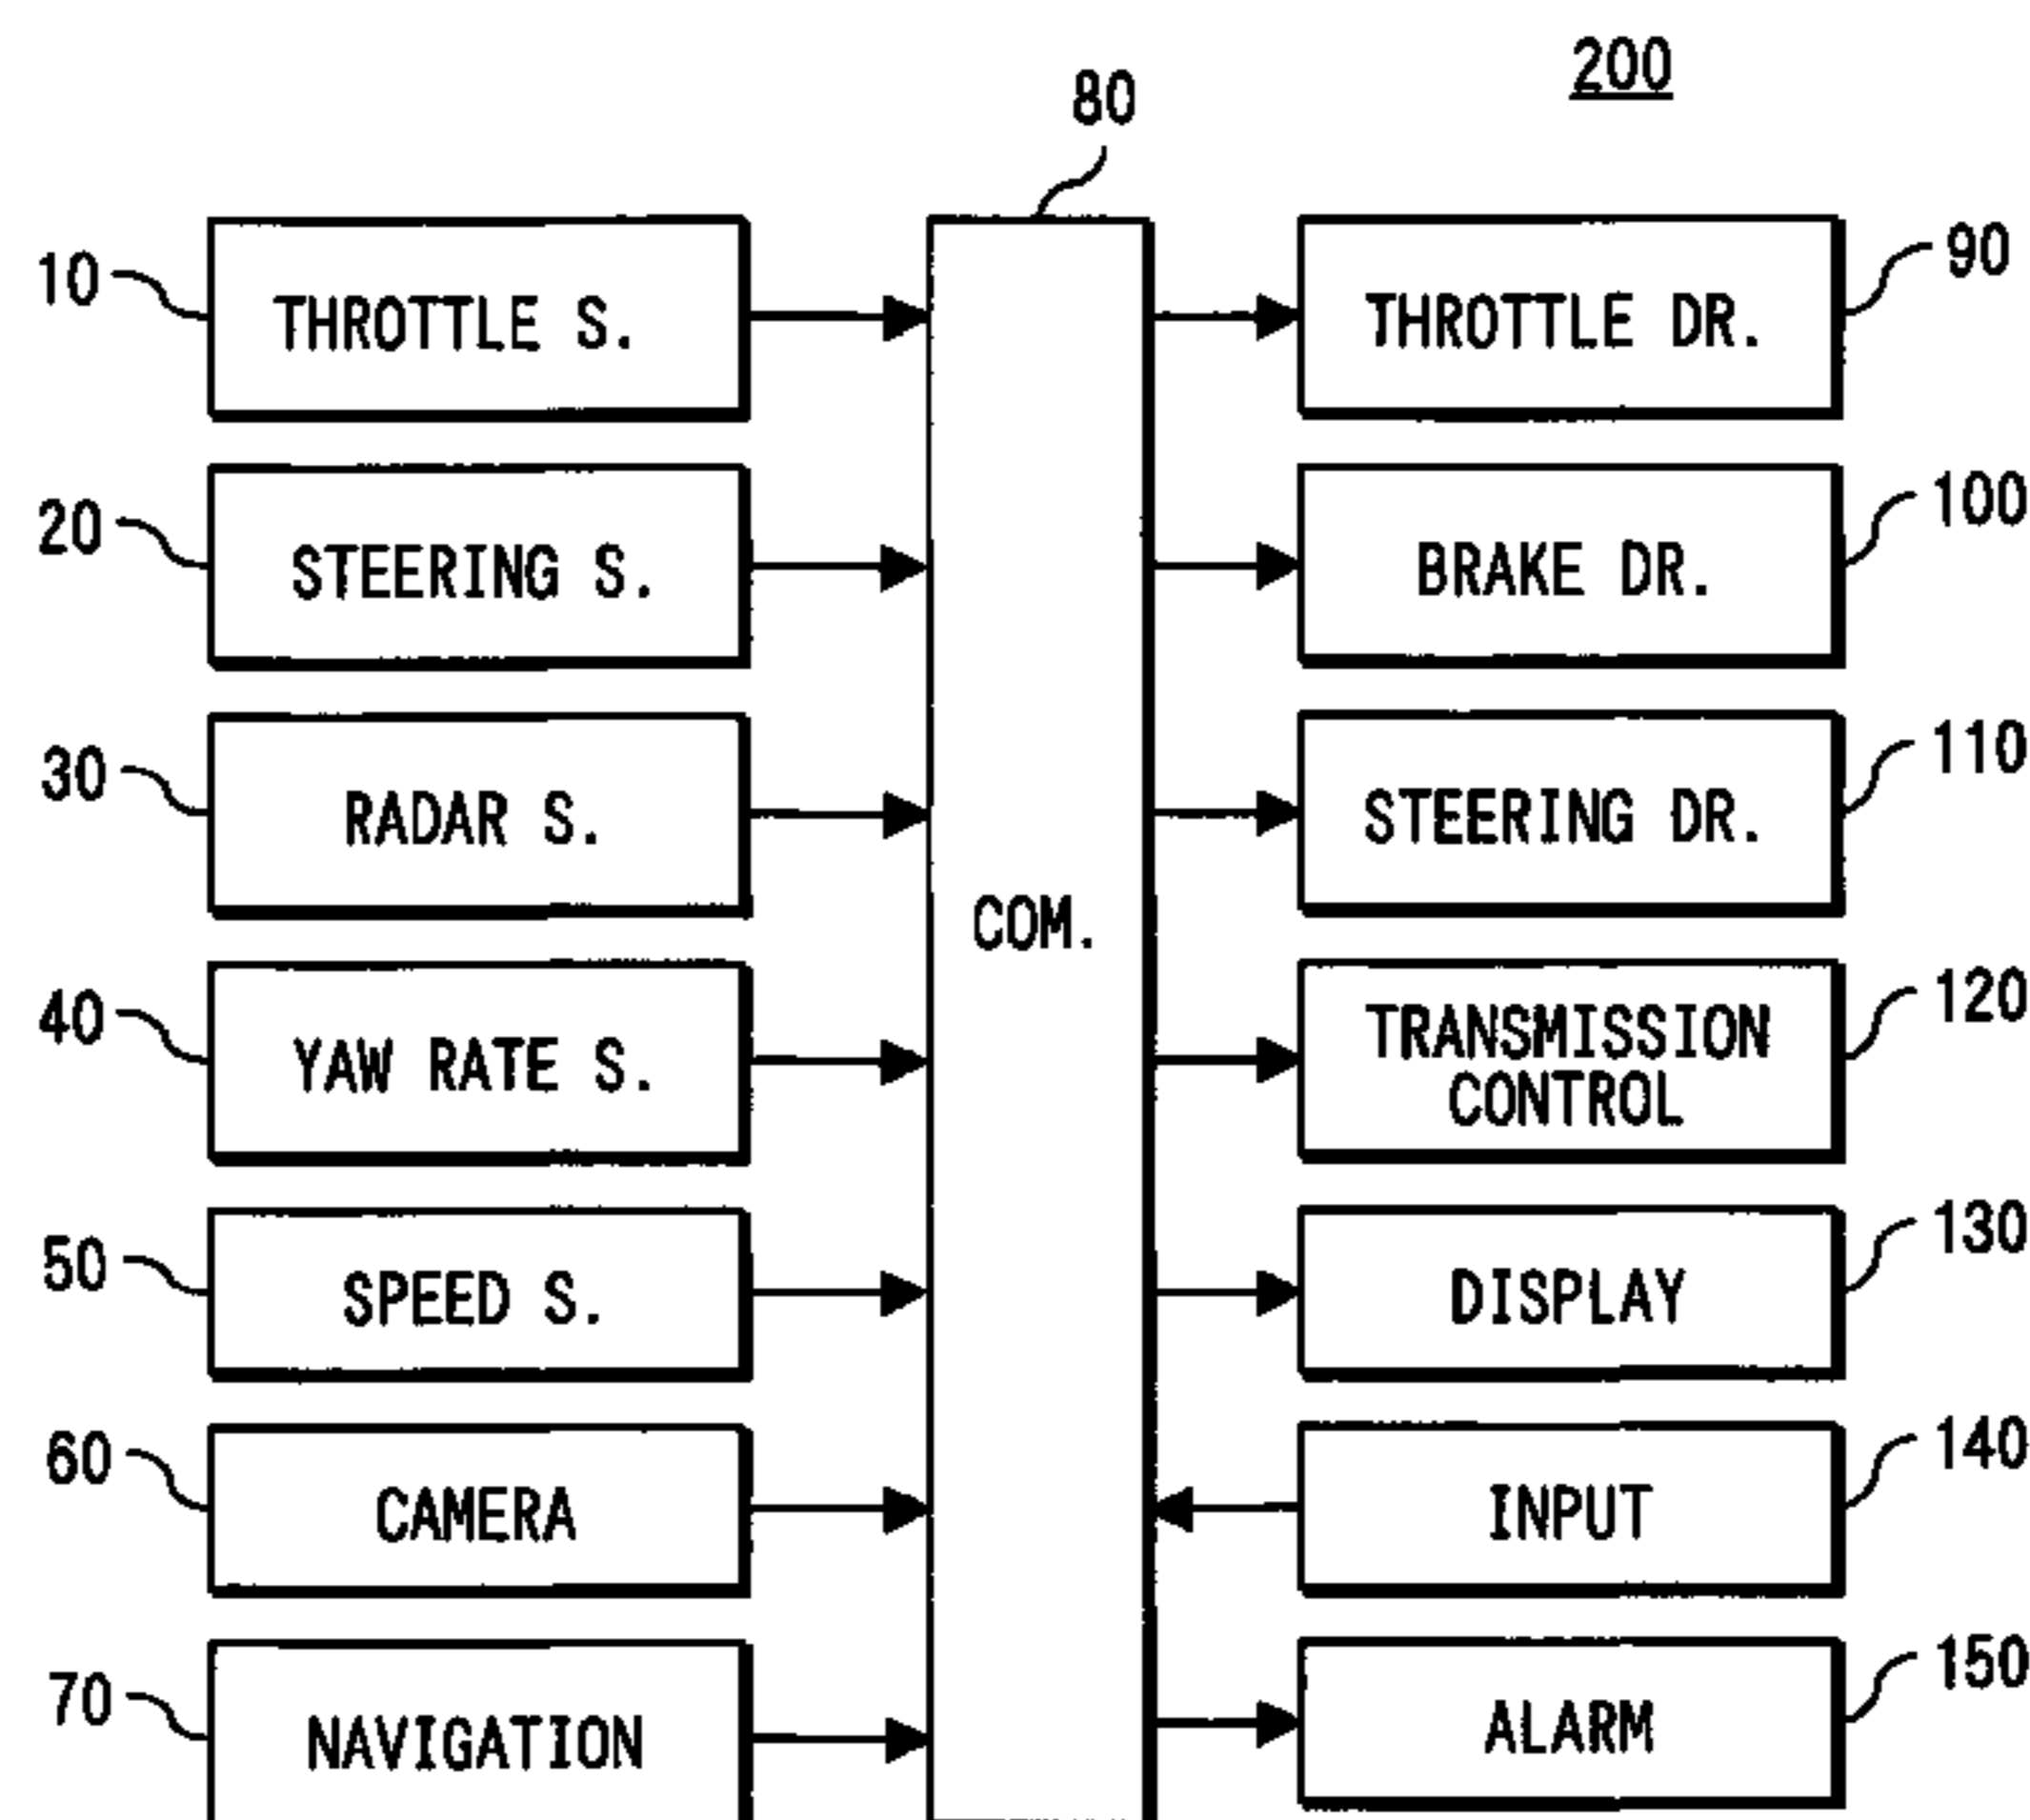 200
80
10
THROTTLE S.
THROTTLE DR.
90
20
STEERING S.
BRAKE DR.
100
30
RADAR S.
STEERING DR.
110
COM.
40
YAW RATE S.
TRANSMISSION
CONTROL
120
50
SPEED S.
DISPLAY
130
60
CAMERA
INPUT
140
70
NAVIGATION
ALARM
150